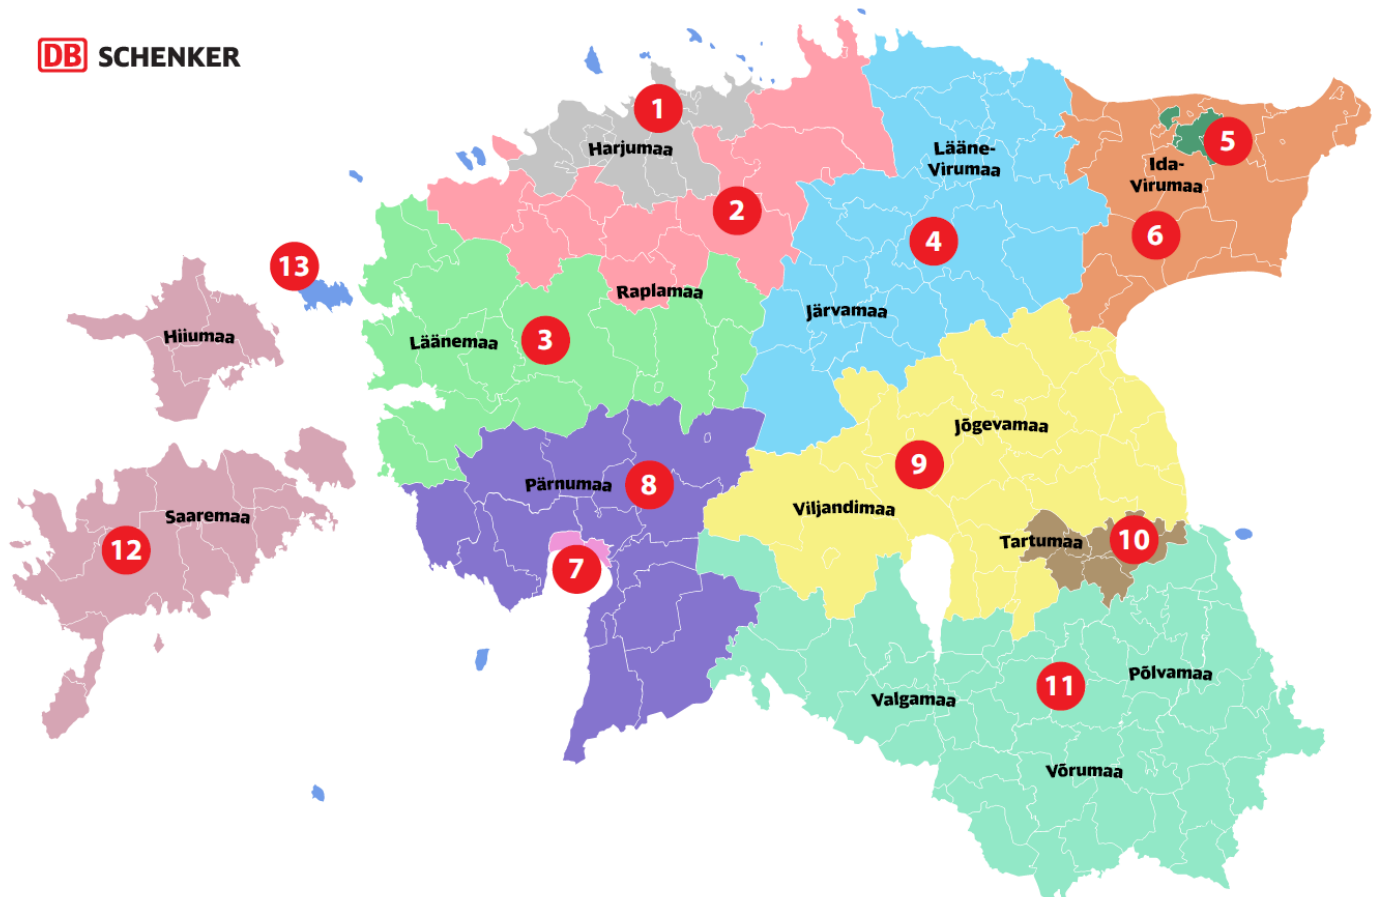 DB SCHENKER
1
Harjumaa
2
Lääne-
Virumaa
5
Ida-
Virumaa
6
4
13
Raplamaa
Järvamaa
Hiiumaa
Läänemaa
3
Jõgevamaa
9
Pärnumaa
8
Viljandimaa
Saaremaa
12
Tartumaa
10
7
11
Põlvamaa
Valgamaa
Võrumaa